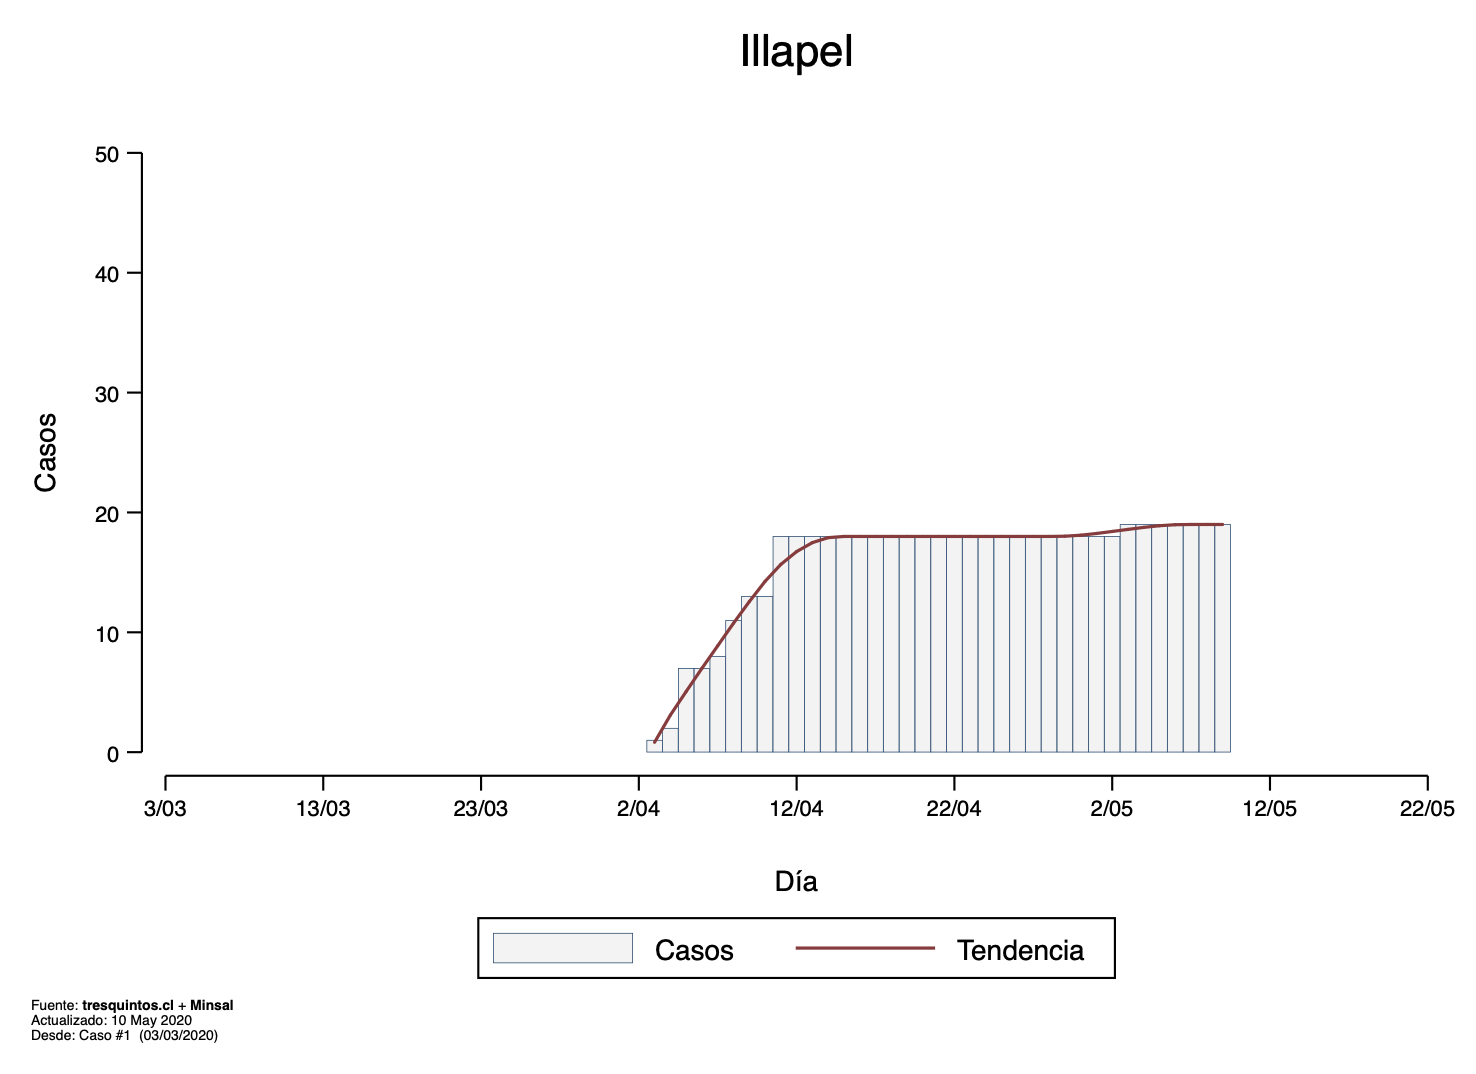 Illapel
50
40
30
20
10
0
Casos
3/03 13/03 23/03 2/04 12/04 22/04 2/05 12/05 22/05
Día
Casos Tendencia
Fuente: tresquintos.cl + Minsal
Actualizado: 10 May 2020
Desde: Caso #1 (03/03/2020)